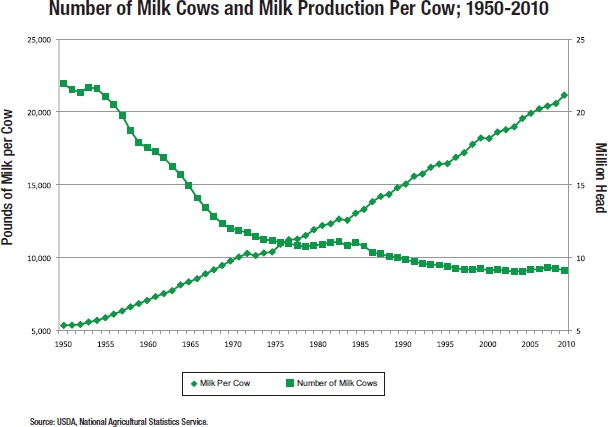 Number of Milk Cows and Milk Production Per Cow; 1950-2010
25,000
20,000
15,000
10,000
5,000
Pounds of Milk per Cow
25
20
15
10
5
Million Head
1950 1955 1960 1965 1970 1975 1980 1985 1990 1995 2000 2005 2010
Milk Per Cow Number of Milk Cows
Source: USDA, National Agricultural Statistics Service.